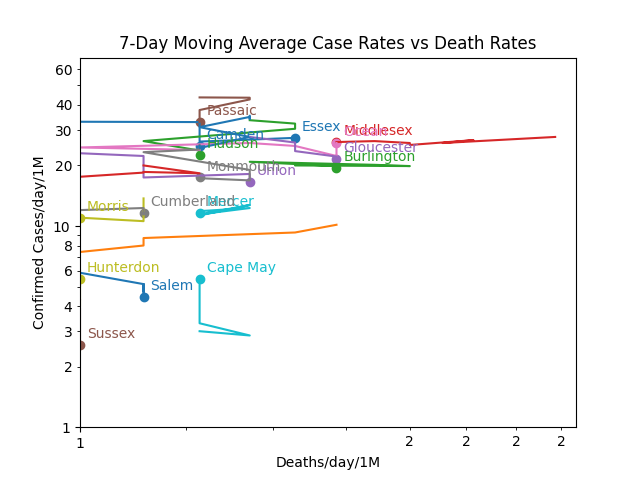 7-Day Moving Average Case Rates vs Death Rates
60
40
30
20
10
8
6
4
3
2
1
Confirmed Cases/day/1M
Passaic
Essex
Middlesex
Ocean
Camden
Hudson
Gloucester
Burlington
Monmouth
Union
Cumberland
Mercer
Morris
Hunterdon
Cape May
Salem
Sussex
1
2
2
2
2
Deaths/day/1M